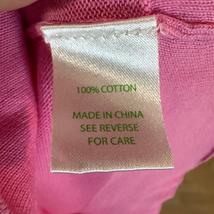 100% COTTON
MADE IN CHINA
SEE REVERSE
FOR CARE